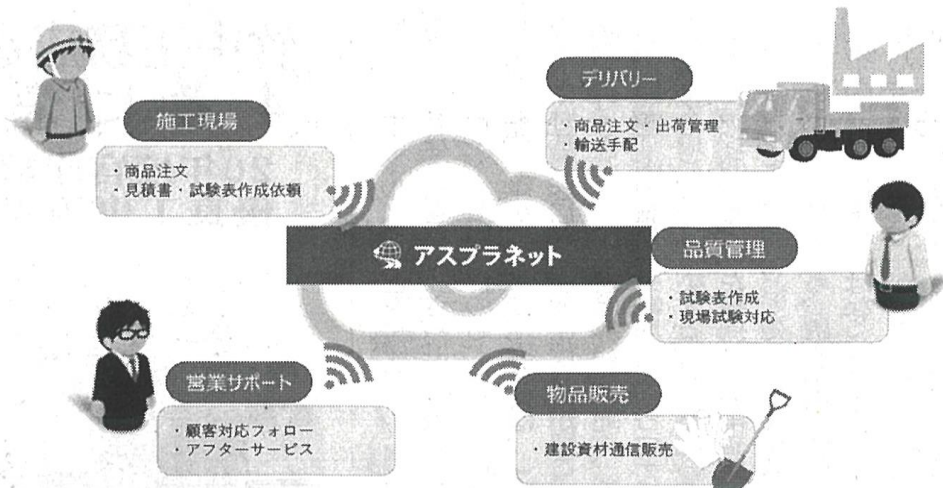 施工現場
・商品注文
・見積書・試験表作成依頼
デリバリー
・商品注文・出荷管理
・輸送手配
アスプラネット
品質管理
・試験表作成
・現場試験対応
営業サポート
・顧客対応フォロー
・アフターサービス
物品販売
・建設資材通信販売